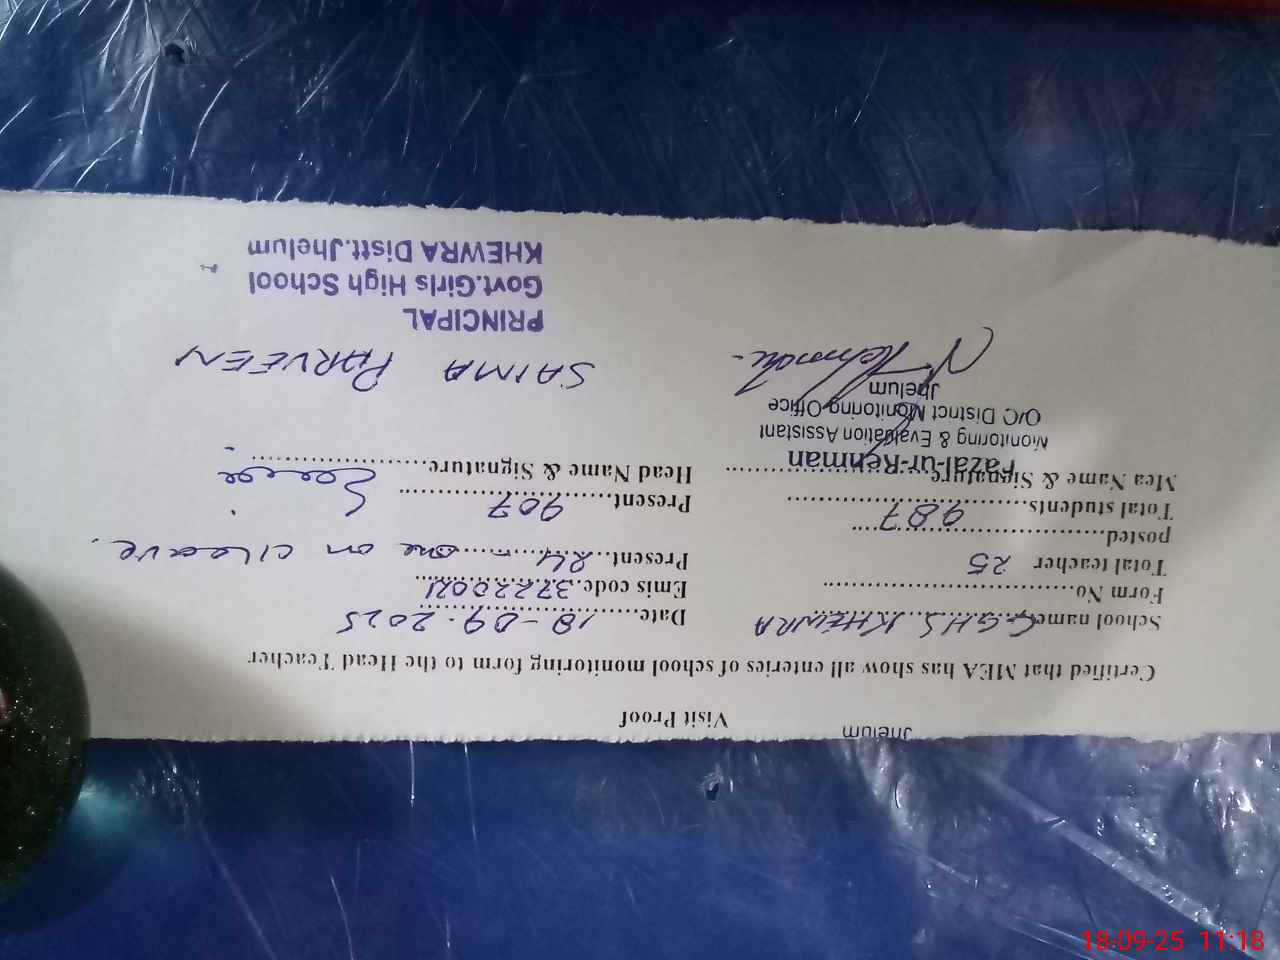 Jhelum
Visit Proof
Certified that MEA has show all enteries of school monitoring form to the Head Teacher
School name G.G.H.S KHEWRA Date 18-09-2025
Form No Emis code 37220021
Total teacher 25 Present 24 — one on cleave.
posted
Total students 987 Present 907
Mea Name & Signature Head Name & Signature
Fazal-ur-Rehman
Monitoring & Evaluation Assistant
O/O District Monitoring Office
Jhelum
SAIMA PARVEEN
PRINCIPAL
Govt.Girls High School
KHEWRA Distt.Jhelum
18-09-25 11:18